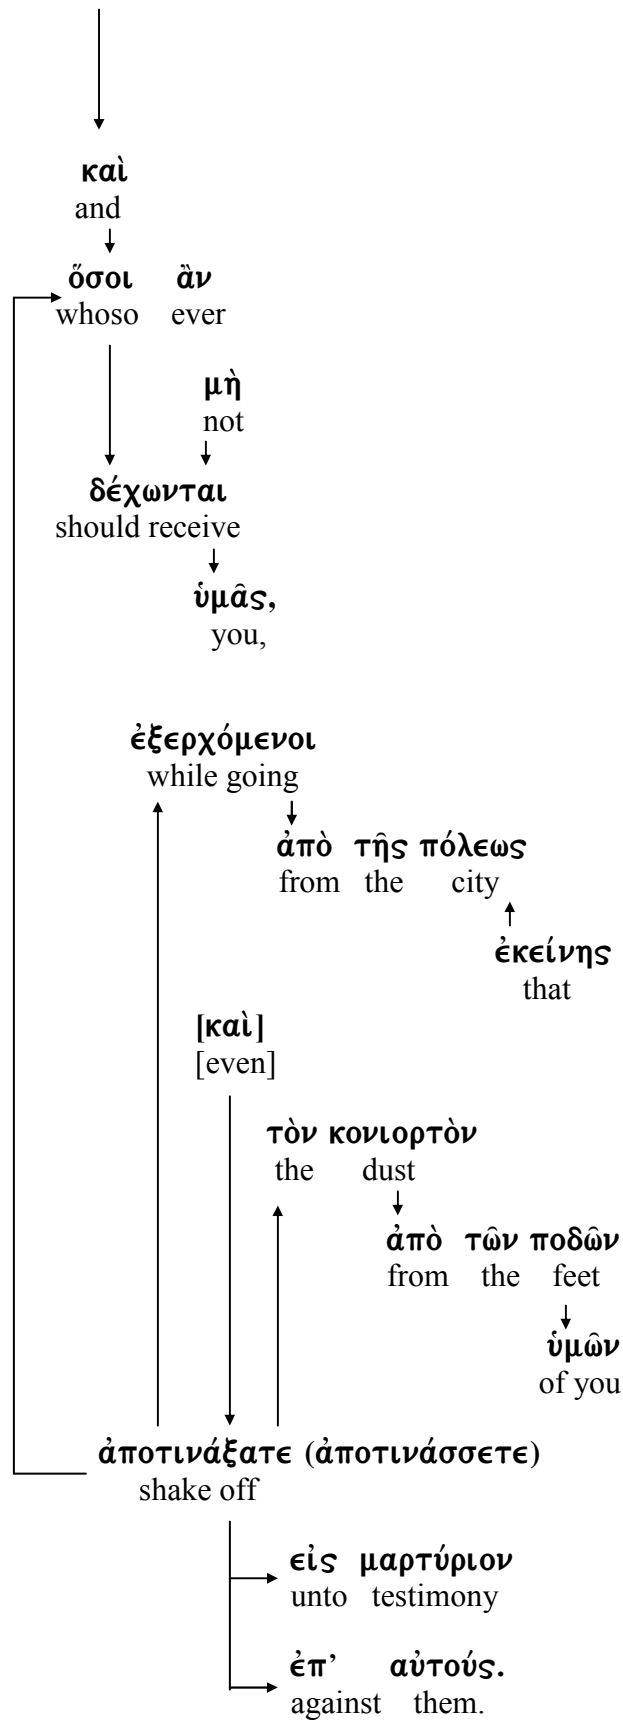 καὶ
and
ὅσοι ἂν
whoso ever
μὴ
not
δέχωνται
should receive
ὑμᾶς,
you,
ἐξερχόμενοι
while going
ἀπὸ τῆς πόλεως
from the city
ἐκείνης
that
[καὶ]
[even]
τὸν κονιορτὸν
the dust
ἀπὸ τῶν ποδῶν
from the feet
ὑμῶν
of you
ἀποτινάξατε (ἀποτινάσσετε)
shake off
εἰς μαρτύριον
unto testimony
ἐπ’ αὐτούς.
against them.